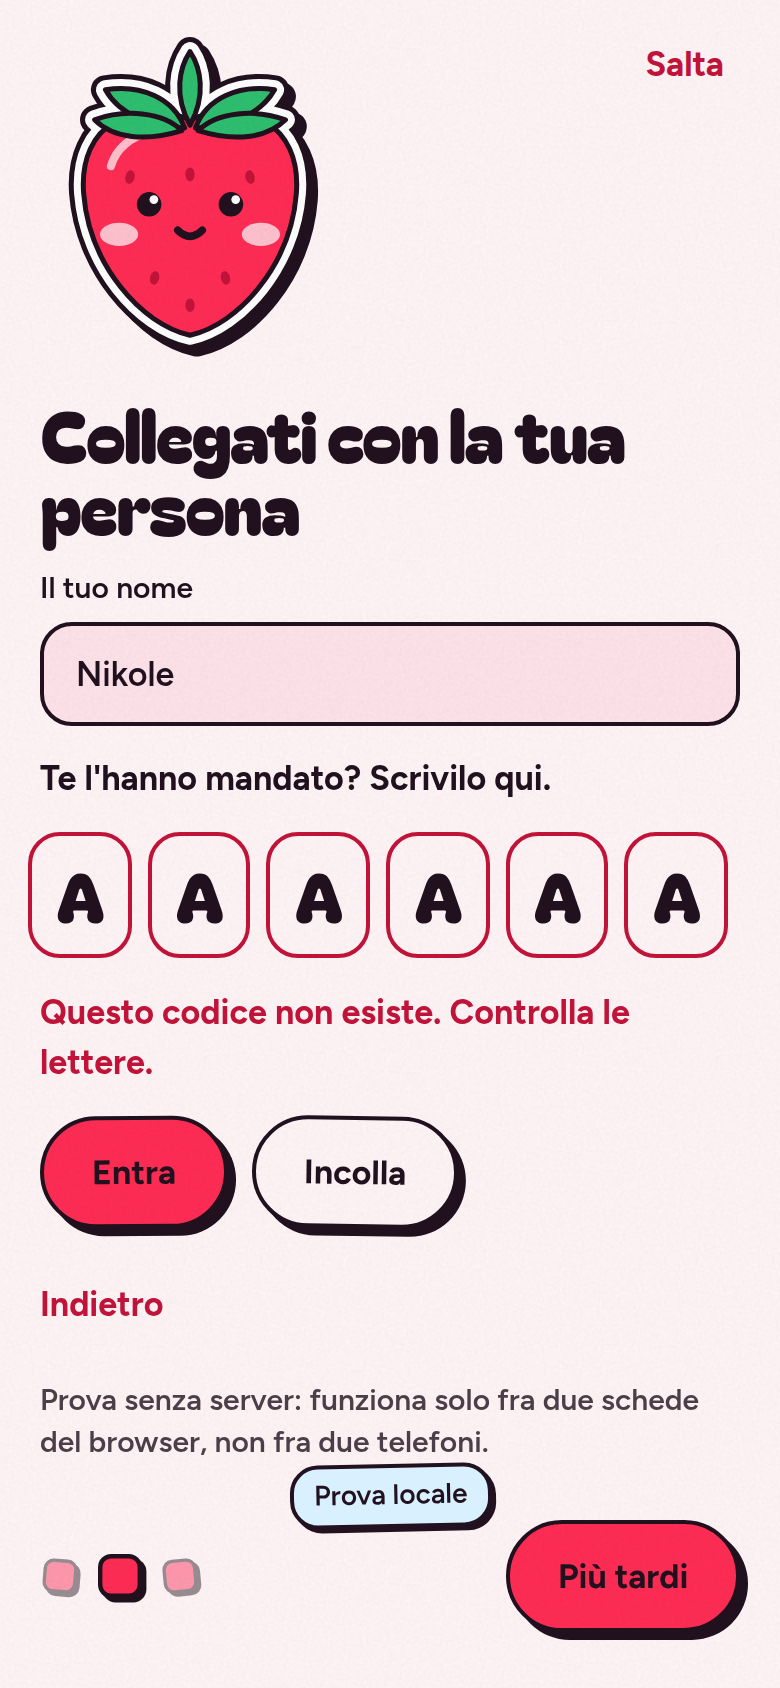 Salta
Collegati con la tua
persona
Il tuo nome
Nikole
Te l'hanno mandato? Scrivilo qui.
A A A A A A
Questo codice non esiste. Controlla le
lettere.
Entra Incolla
Indietro
Prova senza server: funziona solo fra due schede
del browser, non fra due telefoni.
Prova locale
Più tardi